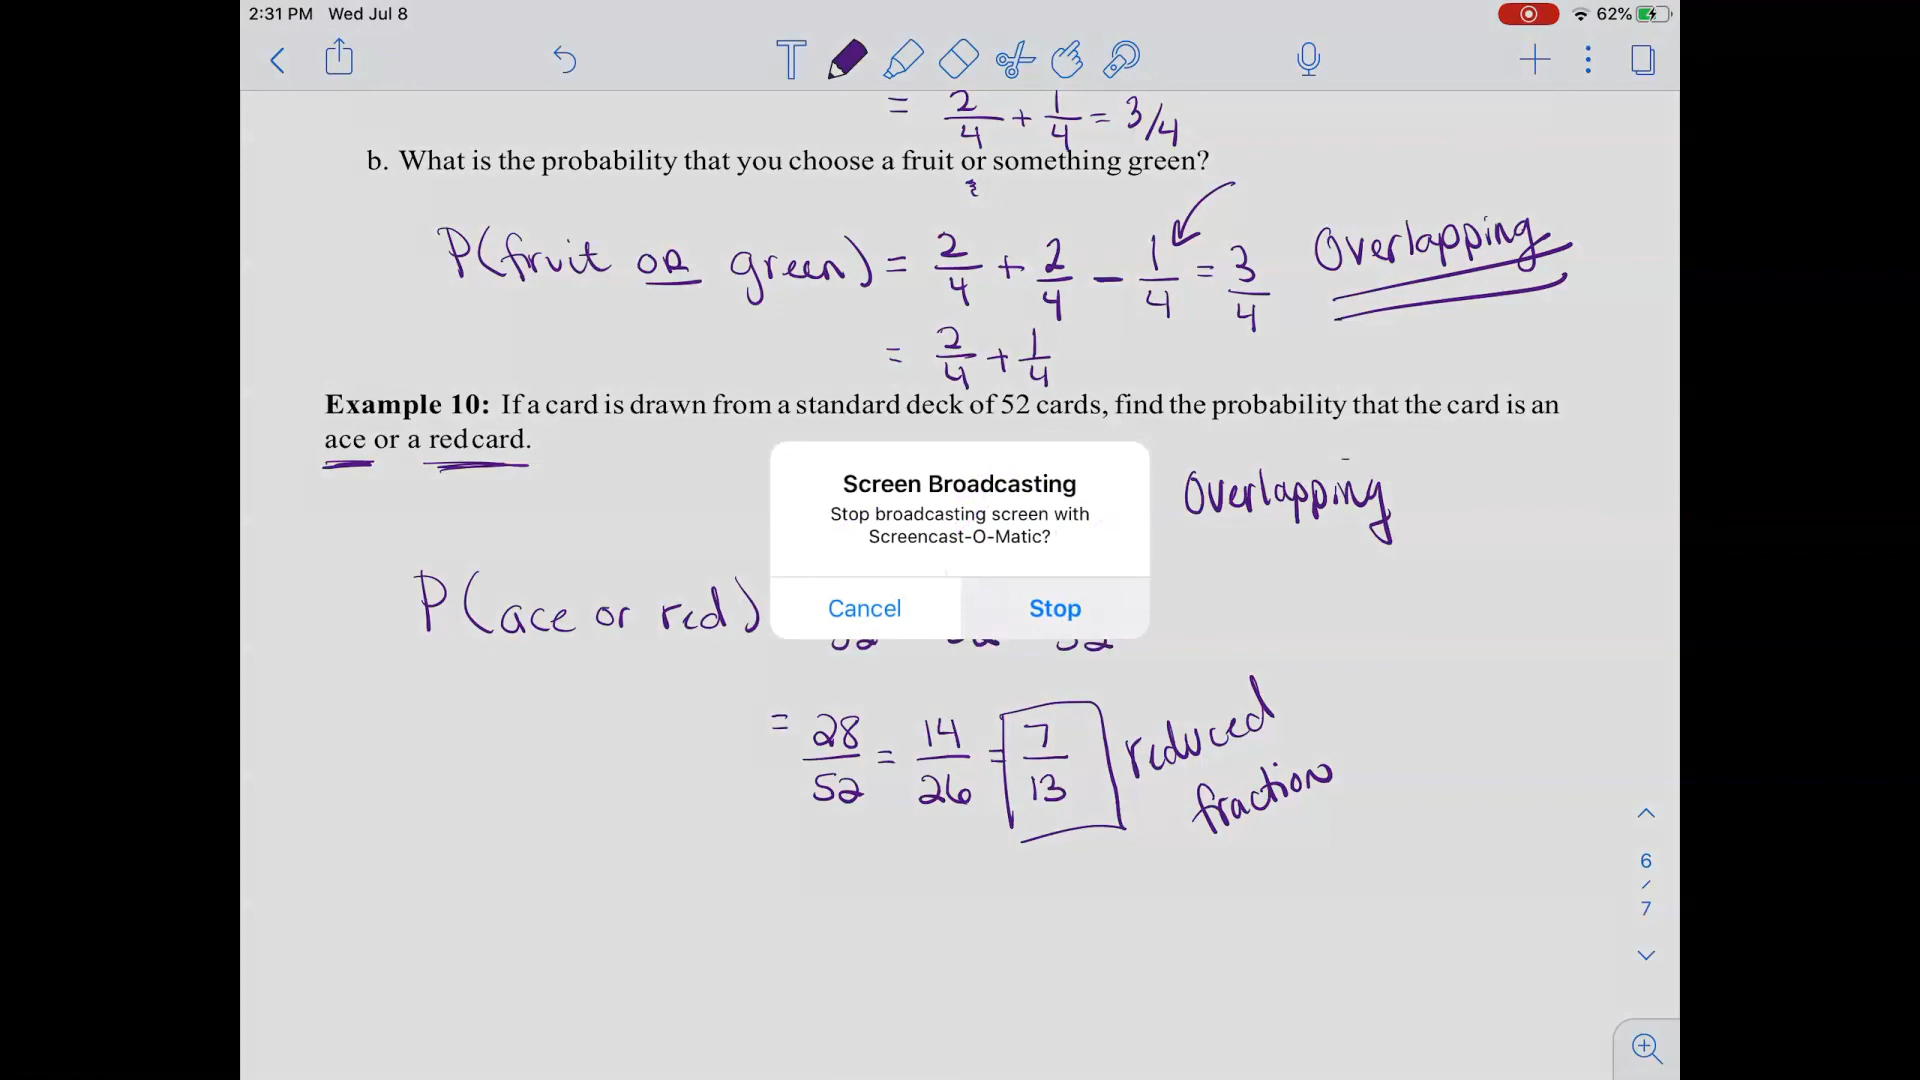 2:31 PM Wed Jul 8
62%
= 2/4 + 1/4 = 3/4
b. What is the probability that you choose a fruit or something green?
P(fruit OR green) = 2/4 + 2/4 - 1/4 = 3/4 Overlapping
= 2/4 + 1/4
Example 10: If a card is drawn from a standard deck of 52 cards, find the probability that the card is an
ace or a red card.
Screen Broadcasting
Overlapping
Stop broadcasting screen with
Screencast-O-Matic?
Cancel Stop
P(ace or red)
52 52
= 28/52 = 14/26 = 7/13 reduced
fraction
6
/
7